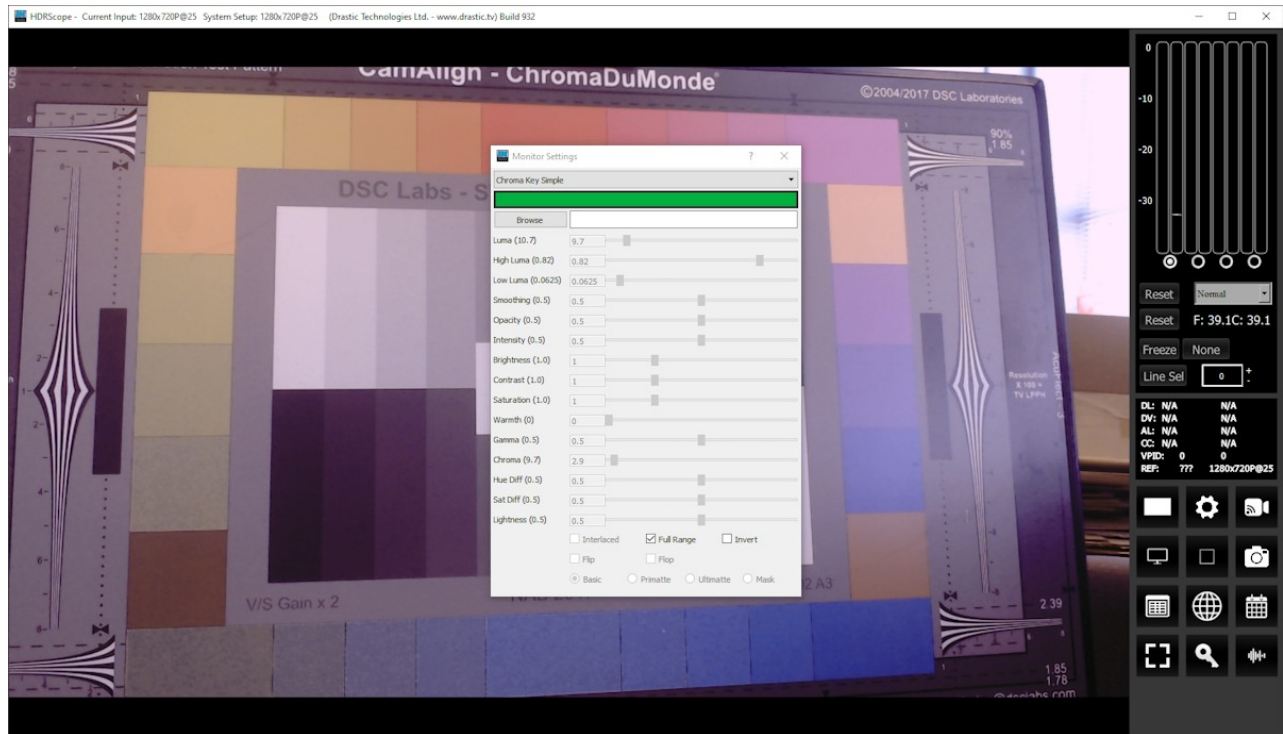 HDRScope - Current Input: 1280x720P@25 System Setup: 1280x720P@25 (Drastic Technologies Ltd. - www.drastic.tv) Build 932
CamAlign - ChromaDuMonde
©2004/2017 DSC Laboratories
90%
1.85
DSC Labs - S
Monitor Settings
Chroma Key Simple
Browse
Luma (10.7) 9.7
High Luma (0.82) 0.82
Low Luma (0.0625) 0.0625
Smoothing (0.5) 0.5
Opacity (0.5) 0.5
Intensity (0.5) 0.5
Brightness (1.0) 1
Contrast (1.0) 1
Saturation (1.0) 1
Warmth (0) 0
Gamma (0.5) 0.5
Chroma (9.7) 2.9
Hue Diff (0.5) 0.5
Sat Diff (0.5) 0.5
Lightness (0.5) 0.5
Interlaced Full Range Invert
Flip Flop
Basic Primatte Ultimatte Mask
Resolution
X 100 =
TV LPPH
V/S Gain x 2
A3
2.39
1.85
1.78
0
-10
-20
-30
Reset Normal
Reset F: 39.1C: 39.1
Freeze None
Line Sel 0 + -
DL: N/A N/A
DV: N/A N/A
AL: N/A N/A
CC: N/A N/A
VPID: 0 0
REF: ??? 1280x720P@25